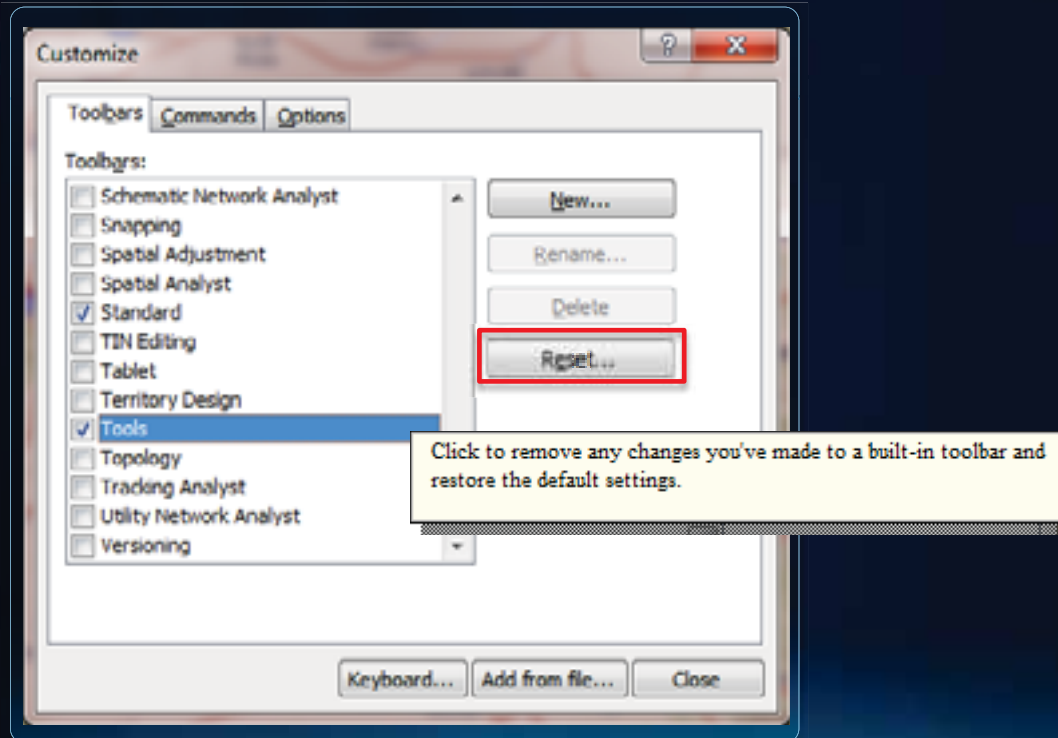 Customize
Toolbars Commands Options
Toolbars:
Schematic Network Analyst
Snapping
Spatial Adjustment
Spatial Analyst
Standard
TIN Editing
Tablet
Territory Design
Tools
Topology
Tracking Analyst
Utility Network Analyst
Versioning
New...
Rename...
Delete
Reset...
Click to remove any changes you've made to a built-in toolbar and
restore the default settings.
Keyboard... Add from file... Close